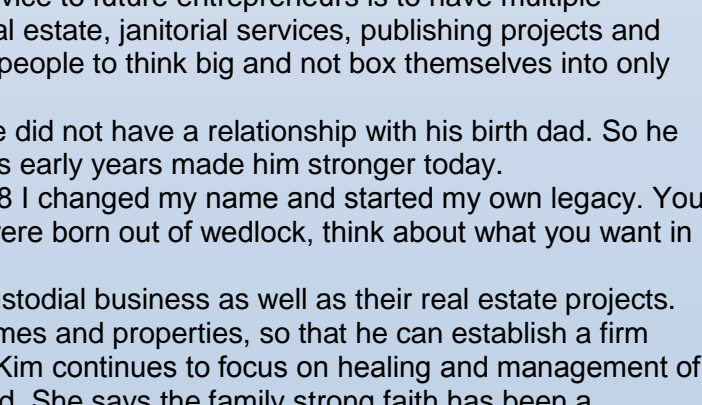 vice to future entrepreneurs is to have multiple
al estate, janitorial services, publishing projects and
people to think big and not box themselves into only
e did not have a relationship with his birth dad. So he
s early years made him stronger today.
8 I changed my name and started my own legacy. You
were born out of wedlock, think about what you want in
stodial business as well as their real estate projects.
mes and properties, so that he can establish a firm
Kim continues to focus on healing and management of
d. She says the family strong faith has been a